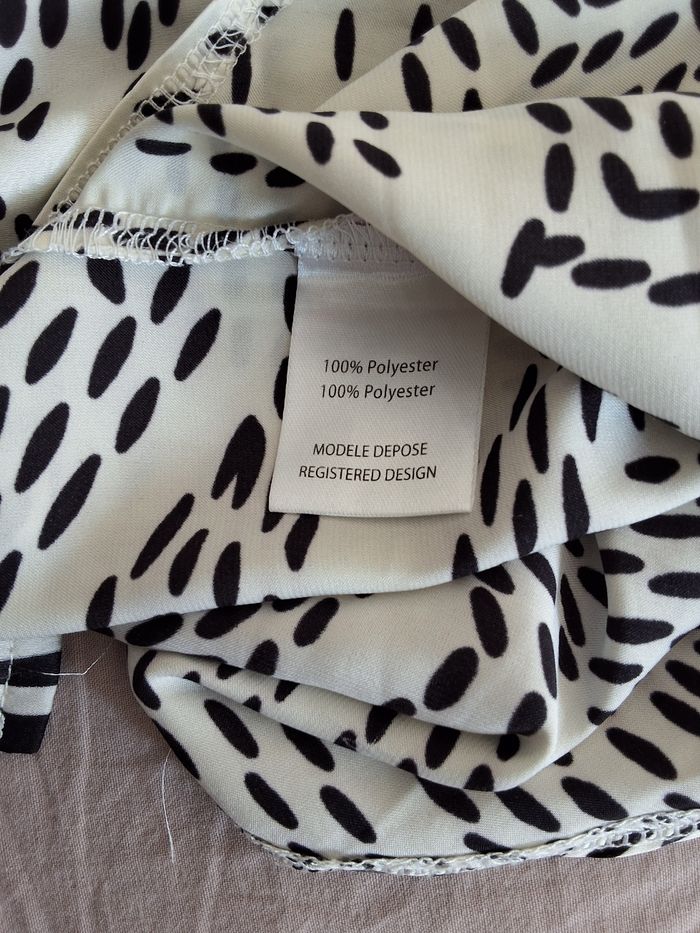 100% Polyester
100% Polyester
MODELE DEPOSE
REGISTERED DESIGN